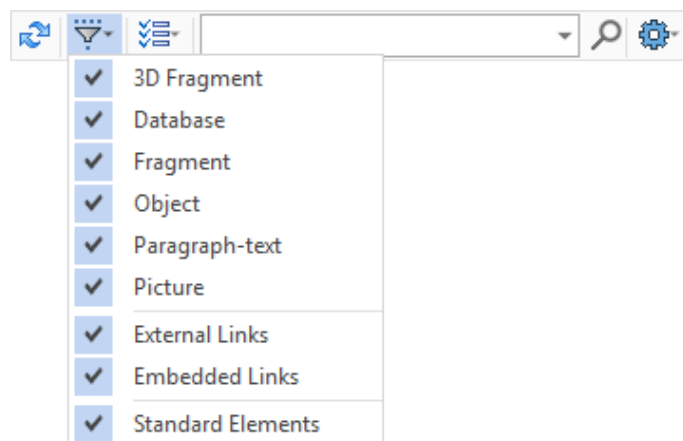 3D Fragment
Database
Fragment
Object
Paragraph-text
Picture
External Links
Embedded Links
Standard Elements